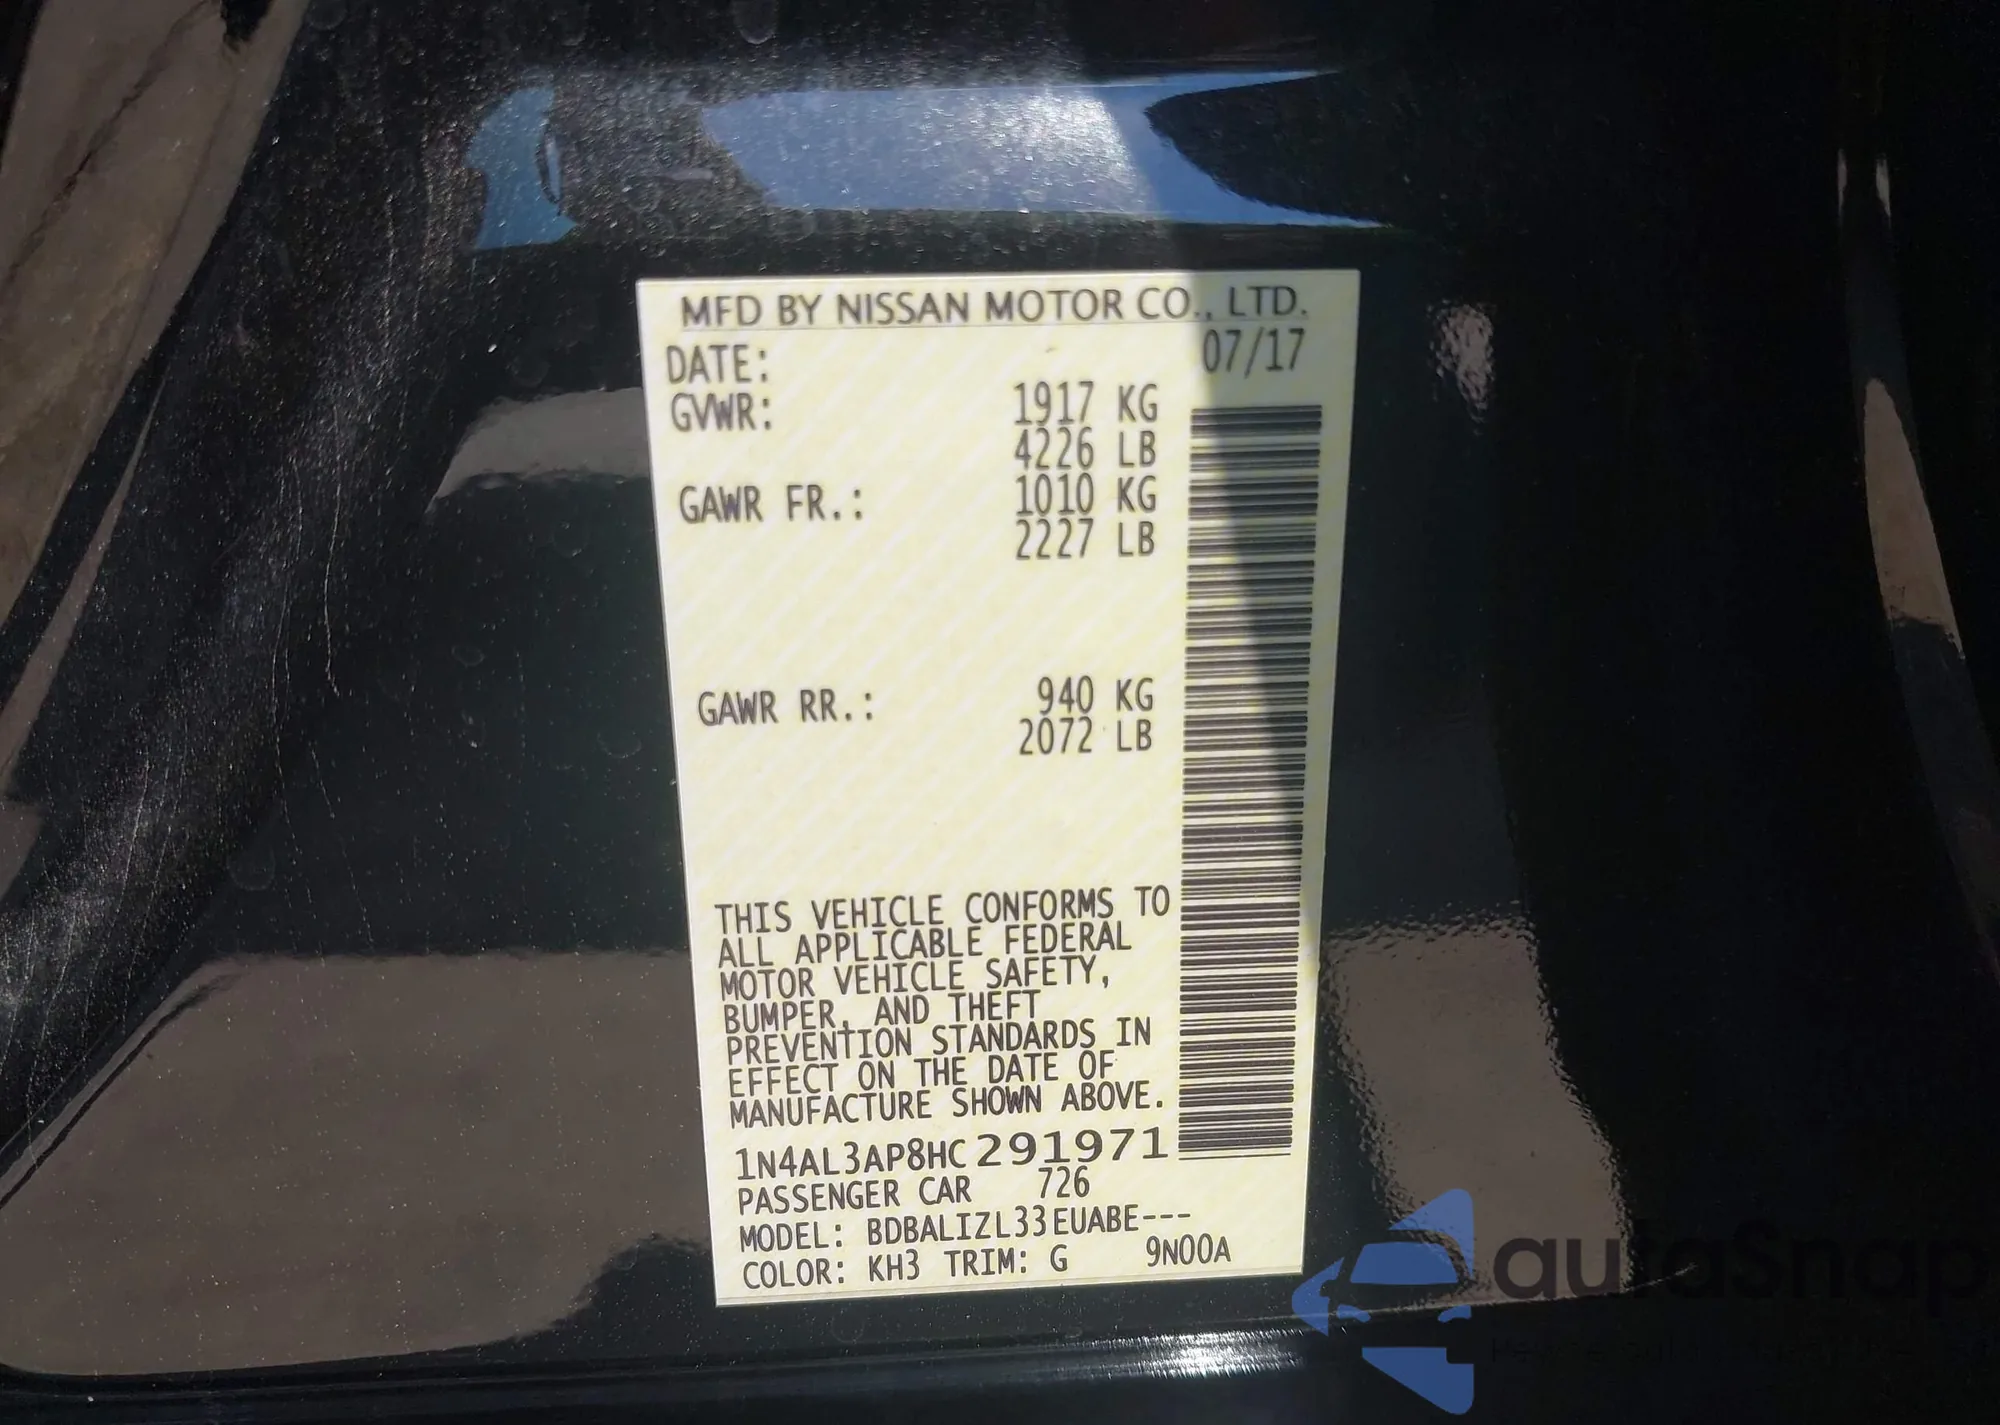 MFD BY NISSAN MOTOR CO., LTD.
DATE: 07/17
GVWR: 1917 KG
4226 LB
GAWR FR.: 1010 KG
2227 LB
GAWR RR.: 940 KG
2072 LB
THIS VEHICLE CONFORMS TO
ALL APPLICABLE FEDERAL
MOTOR VEHICLE SAFETY,
BUMPER, AND THEFT
PREVENTION STANDARDS IN
EFFECT ON THE DATE OF
MANUFACTURE SHOWN ABOVE.
1N4AL3AP8HC291971
PASSENGER CAR 726
MODEL: BDBALIZL33EUABE---
COLOR: KH3 TRIM: G 9N00A
autaSnap